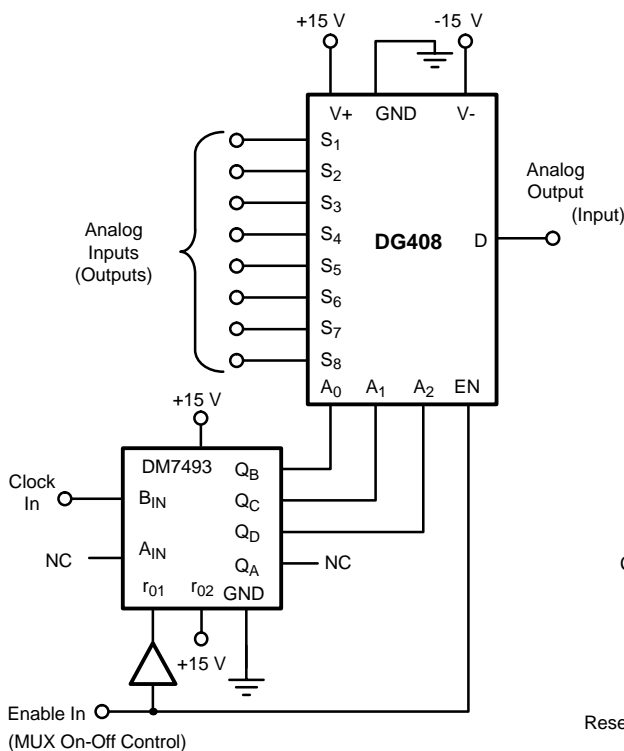 +15 V
-15 V
V+ GND V-
S1
S2
S3
S4
S5
S6
S7
S8
DG408
D
Analog
Output
(Input)
Analog
Inputs
(Outputs)
A0 A1 A2 EN
+15 V
DM7493
QB
QC
QD
QA
Clock
In
BIN
NC
AIN
NC
r01 r02 GND
+15 V
Enable In
(MUX On-Off Control)